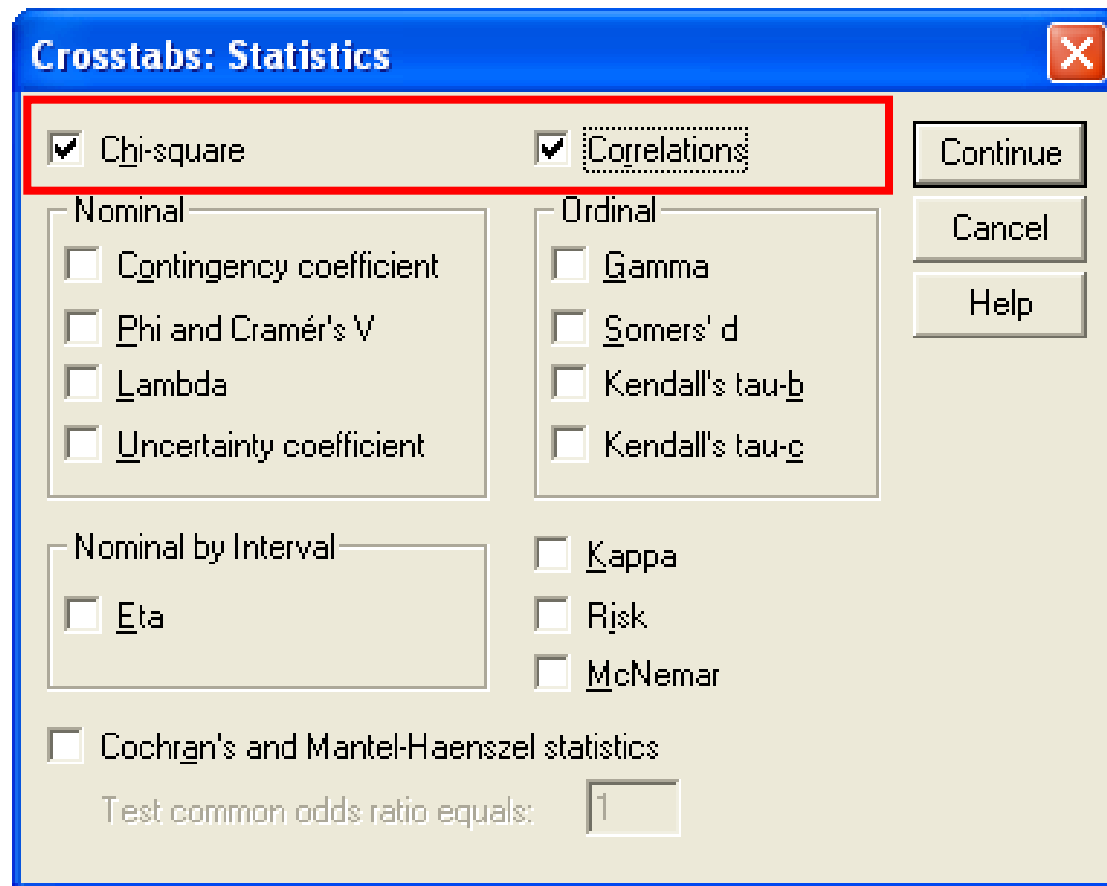 Crosstabs: Statistics
Chi-square
Correlations
Continue
Cancel
Help
Nominal
Contingency coefficient
Phi and Cramér's V
Lambda
Uncertainty coefficient
Ordinal
Gamma
Somers' d
Kendall's tau-b
Kendall's tau-c
Nominal by Interval
Eta
Kappa
Risk
McNemar
Cochran's and Mantel-Haenszel statistics
Test common odds ratio equals: 1